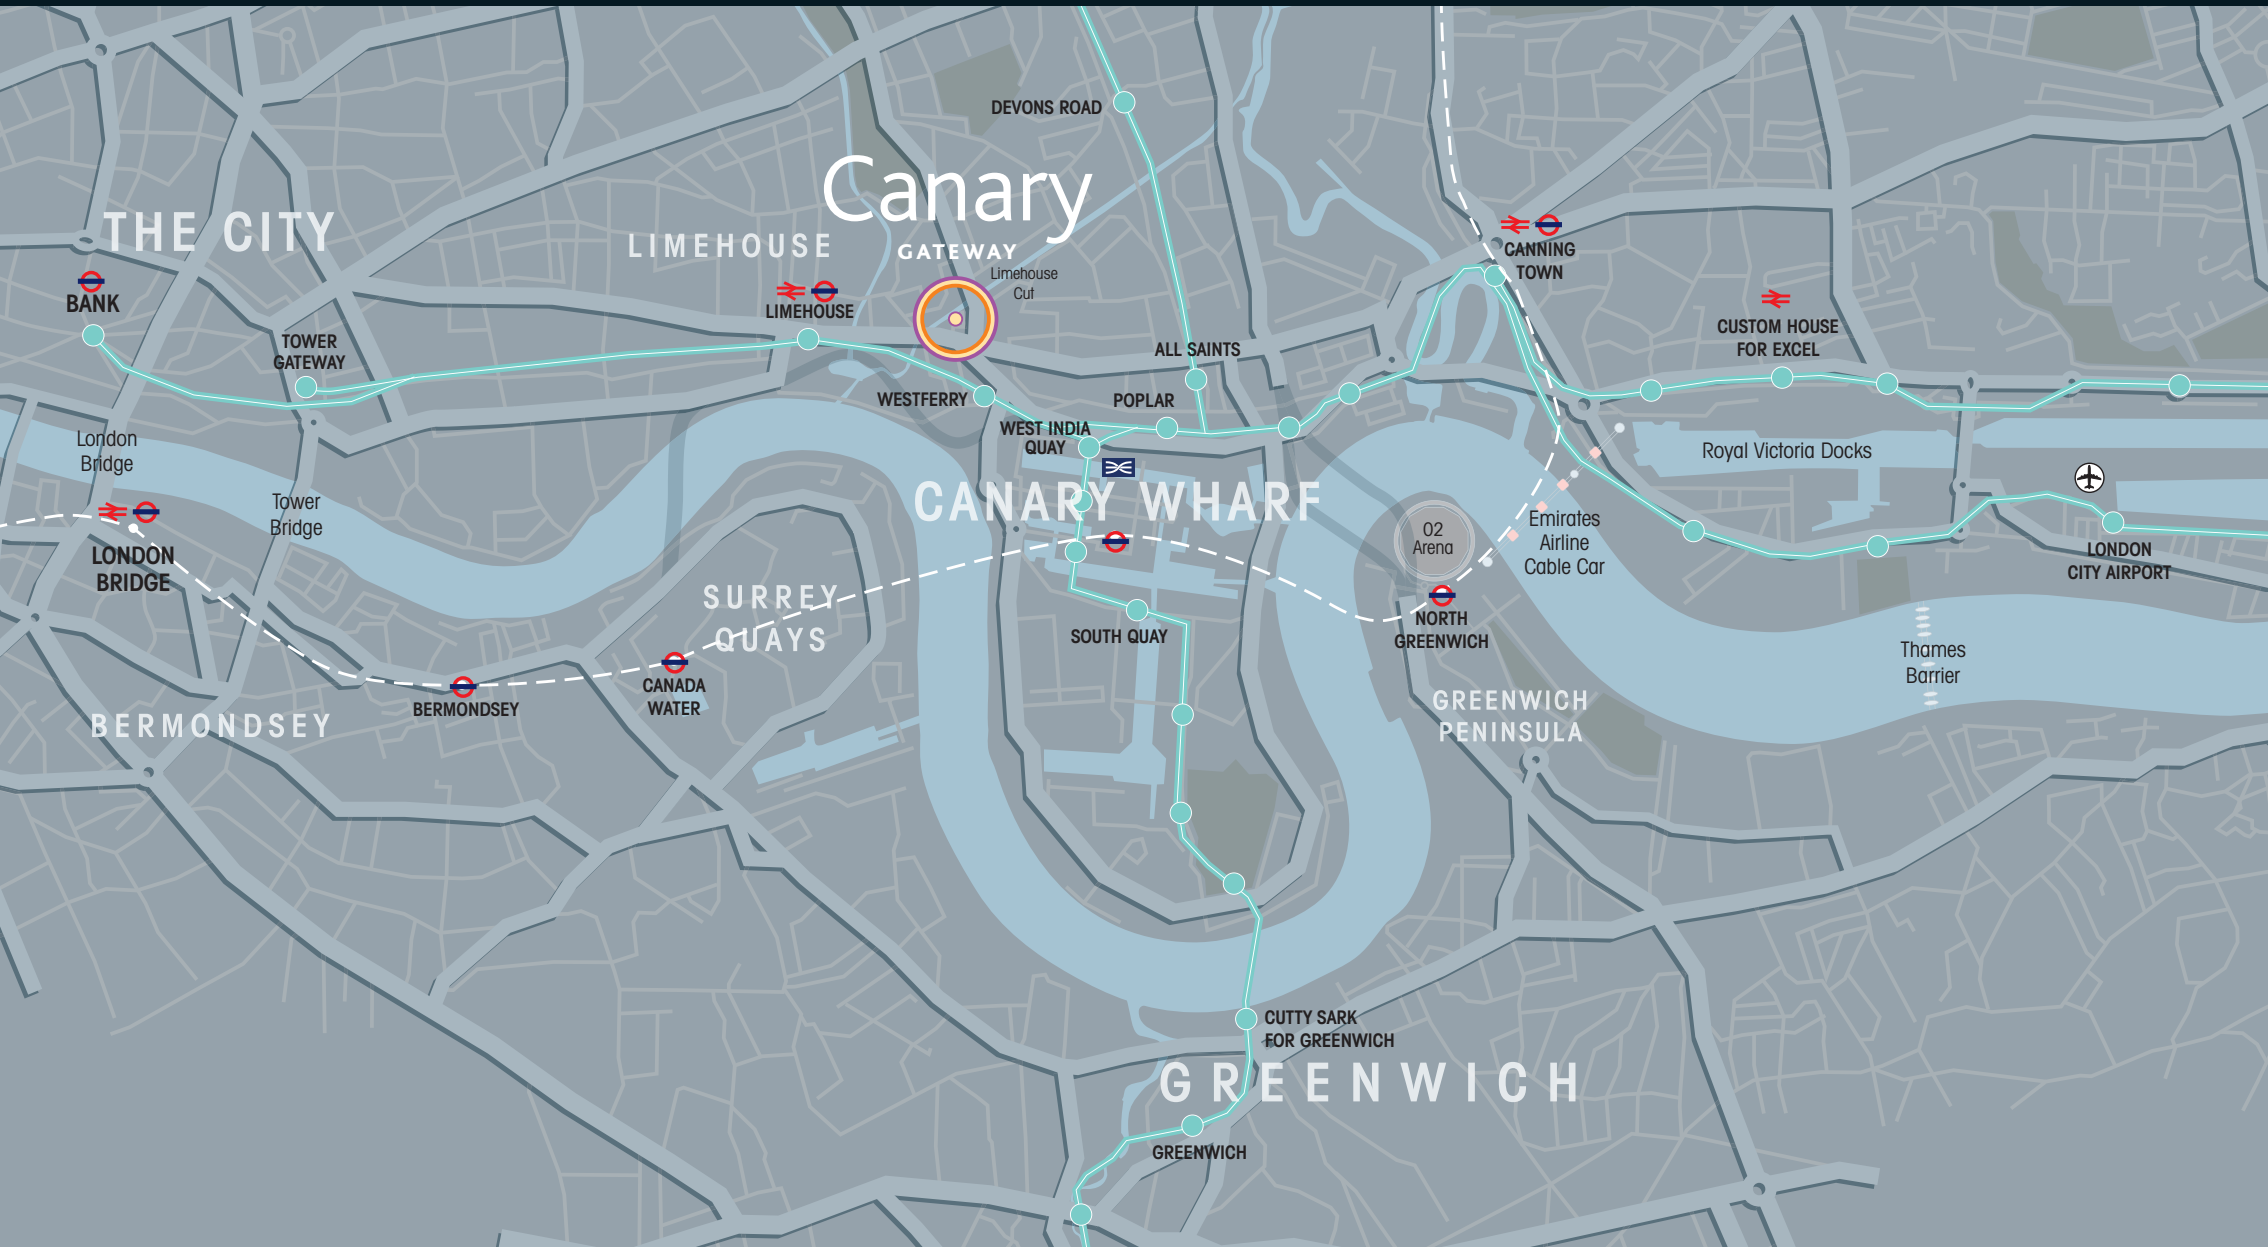 DEVONS ROAD
Canary
GATEWAY
THE CITY
LIMEHOUSE
Limehouse
Cut
CANNING
TOWN
BANK
LIMEHOUSE
CUSTOM HOUSE
FOR EXCEL
TOWER
GATEWAY
ALL SAINTS
WESTFERRY
POPLAR
WEST INDIA
QUAY
London
Bridge
Royal Victoria Docks
Tower
Bridge
CANARY WHARF
O2
Arena
Emirates
Airline
Cable Car
LONDON
BRIDGE
LONDON
CITY AIRPORT
SURREY
QUAYS
SOUTH QUAY
NORTH
GREENWICH
Thames
Barrier
CANADA
WATER
BERMONDSEY
BERMONDSEY
GREENWICH
PENINSULA
CUTTY SARK
FOR GREENWICH
GREENWICH
GREENWICH